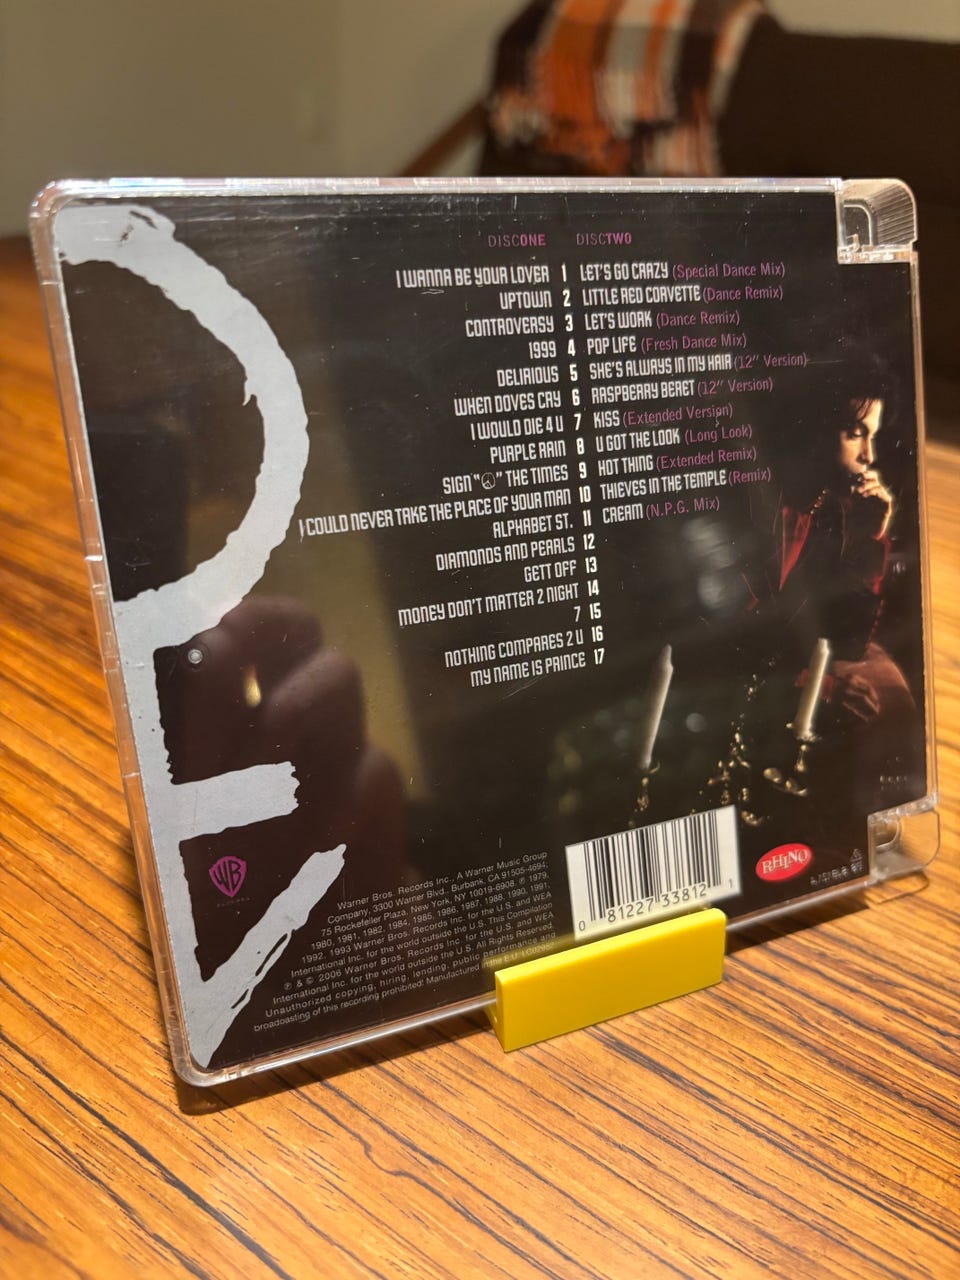 DISCONE
I WANNA BE YOUR LOVER 1
UPTOWN 2
CONTROVERSY 3
1999 4
DELIRIOUS 5
WHEN DOVES CRY 6
I WOULD DIE 4 U 7
PURPLE RAIN 8
SIGN "☮" THE TIMES 9
I COULD NEVER TAKE THE PLACE OF YOUR MAN 10
ALPHABET ST. 11
DIAMONDS AND PEARLS 12
GETT OFF 13
MONEY DON'T MATTER 2 NIGHT 14
7 15
NOTHING COMPARES 2 U 16
MY NAME IS PRINCE 17
DISCTWO
LET'S GO CRAZY (Special Dance Mix)
LITTLE RED CORVETTE (Dance Remix)
LET'S WORK (Dance Remix)
POP LIFE (Fresh Dance Mix)
SHE'S ALWAYS IN MY HAIR (12" Version)
RASPBERRY BERET (12" Version)
KISS (Extended Version)
U GOT THE LOOK (Long Look)
HOT THING (Extended Remix)
THIEVES IN THE TEMPLE (Remix)
CREAM (N.P.G. Mix)
WB
Warner Bros. Records Inc., A Warner Music Group
Company, 3300 Warner Blvd., Burbank, CA 91505-4694;
75 Rockefeller Plaza, New York, NY 10019-6908 ℗ 1979,
1980, 1981, 1982, 1984, 1985, 1986, 1987, 1988, 1990, 1991,
1992, 1993 Warner Bros. Records Inc. for the U.S. and WEA
International Inc. for the world outside the U.S. This Compilation
℗ & © 2006 Warner Bros. Records Inc. for the U.S. and WEA
International Inc. for the world outside the U.S. All Rights Reserved.
Unauthorized copying, hiring, lending, public performance and
broadcasting of this recording prohibited! Manufactured in the E.U.
0 81227 33812 1
RHINO